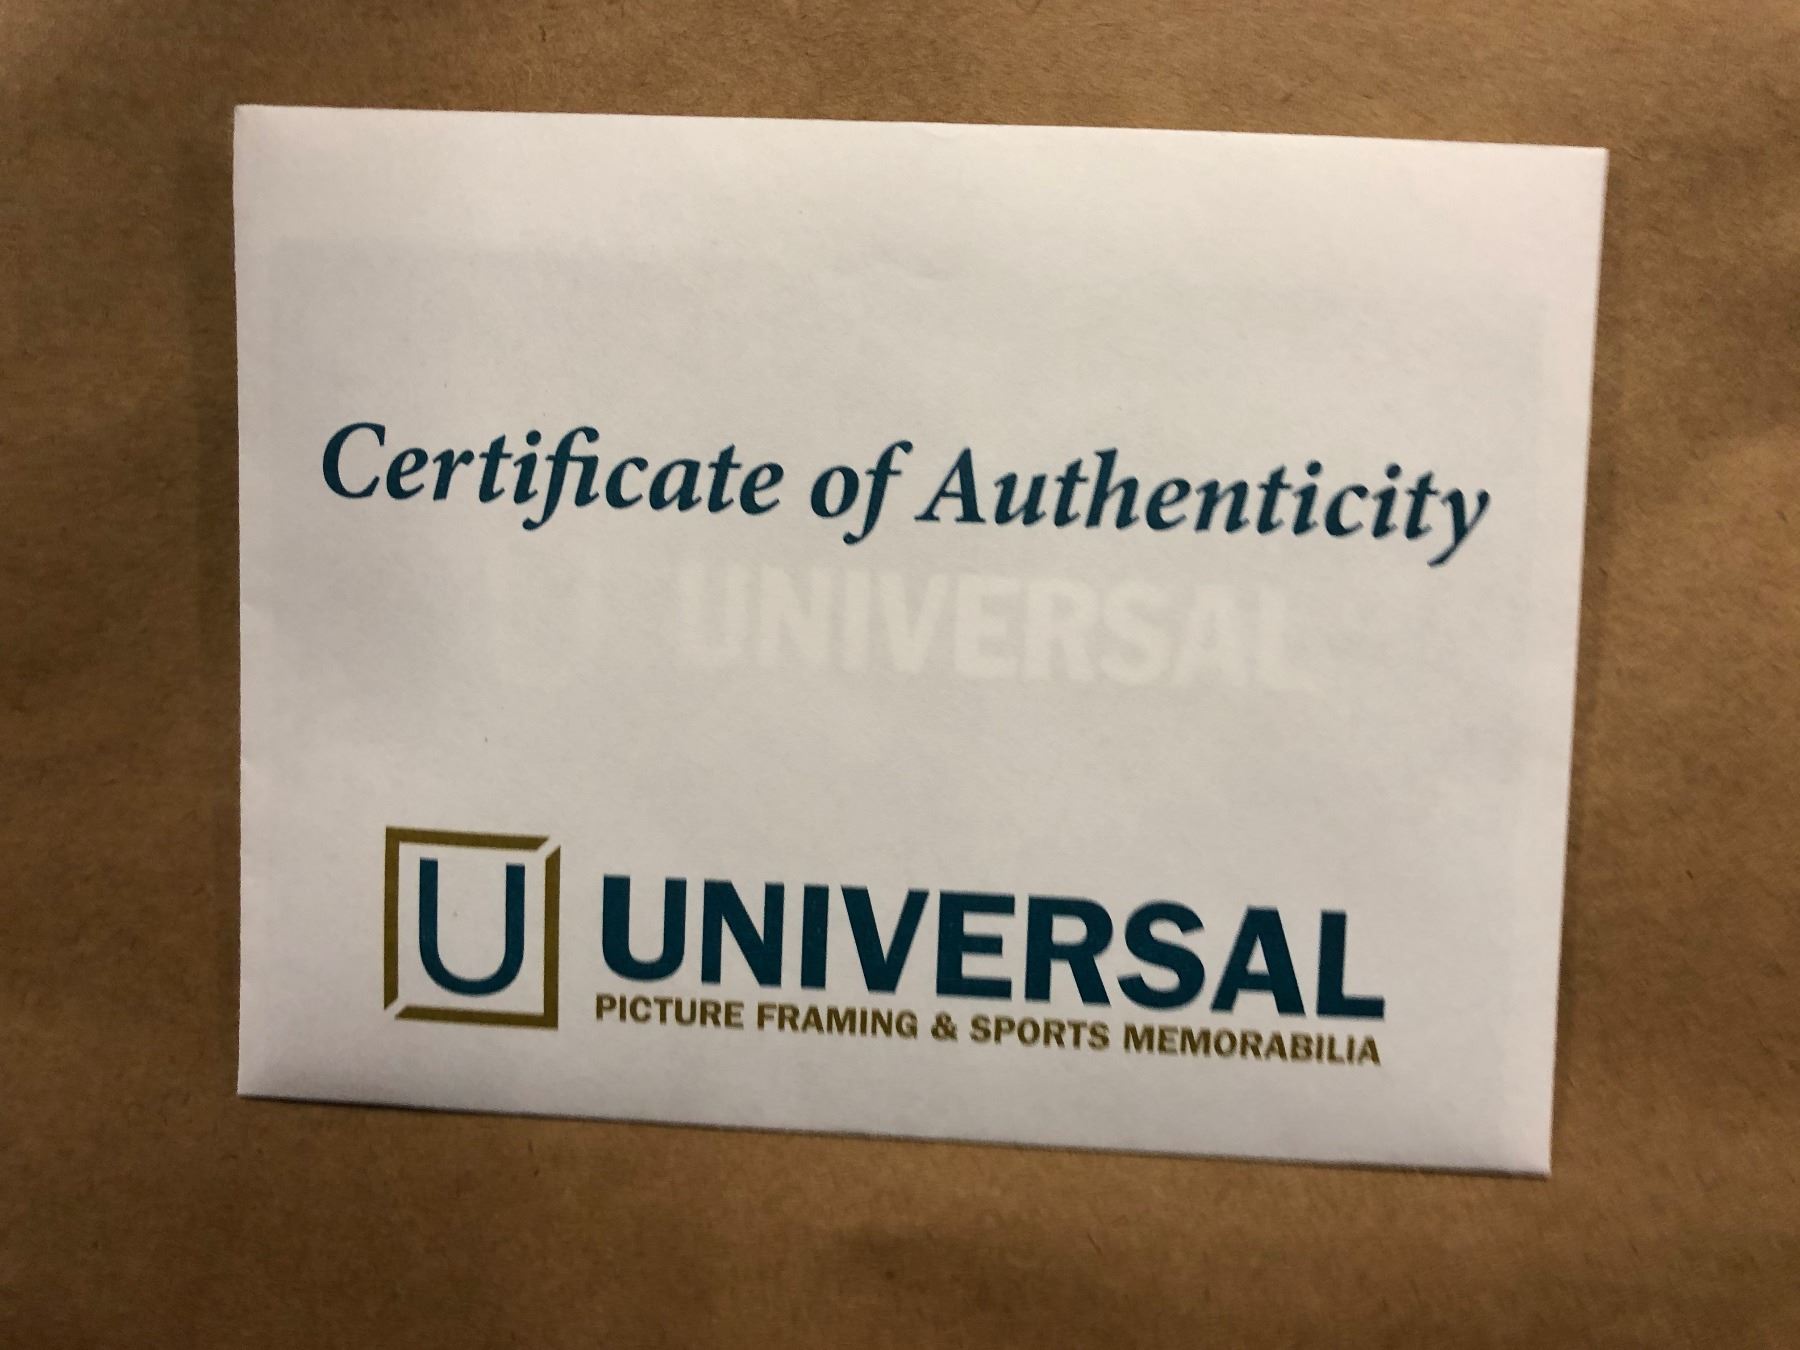 Certificate of Authenticity
U UNIVERSAL
U UNIVERSAL
PICTURE FRAMING & SPORTS MEMORABILIA